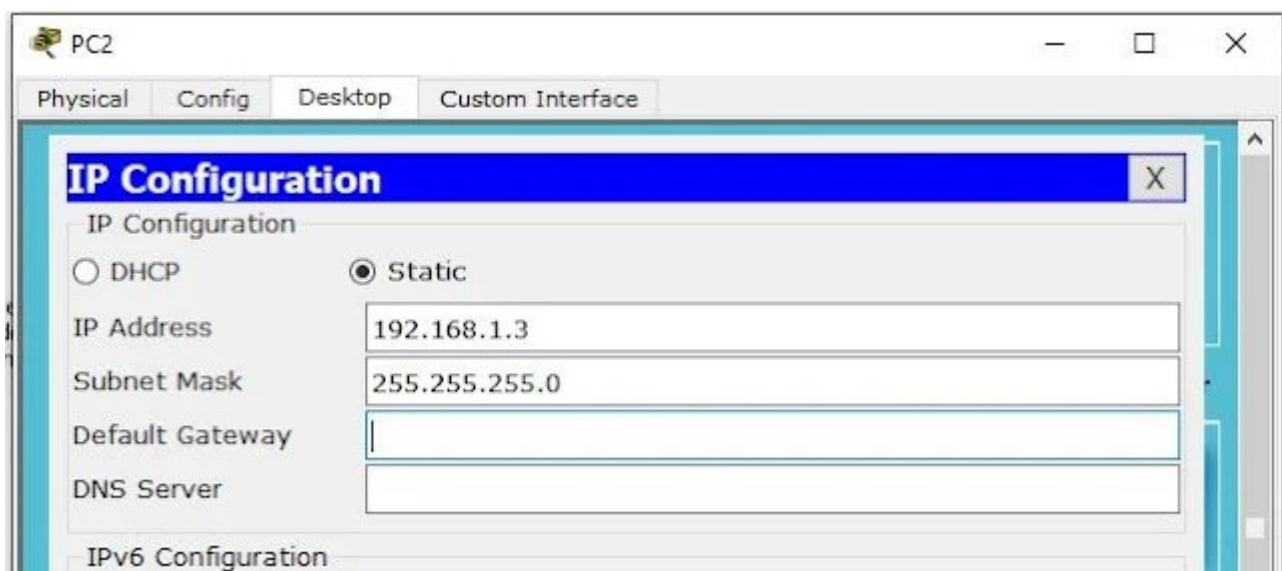 PC2
Physical Config Desktop Custom Interface
IP Configuration X
IP Configuration
DHCP Static
IP Address 192.168.1.3
Subnet Mask 255.255.255.0
Default Gateway
DNS Server
IPv6 Configuration